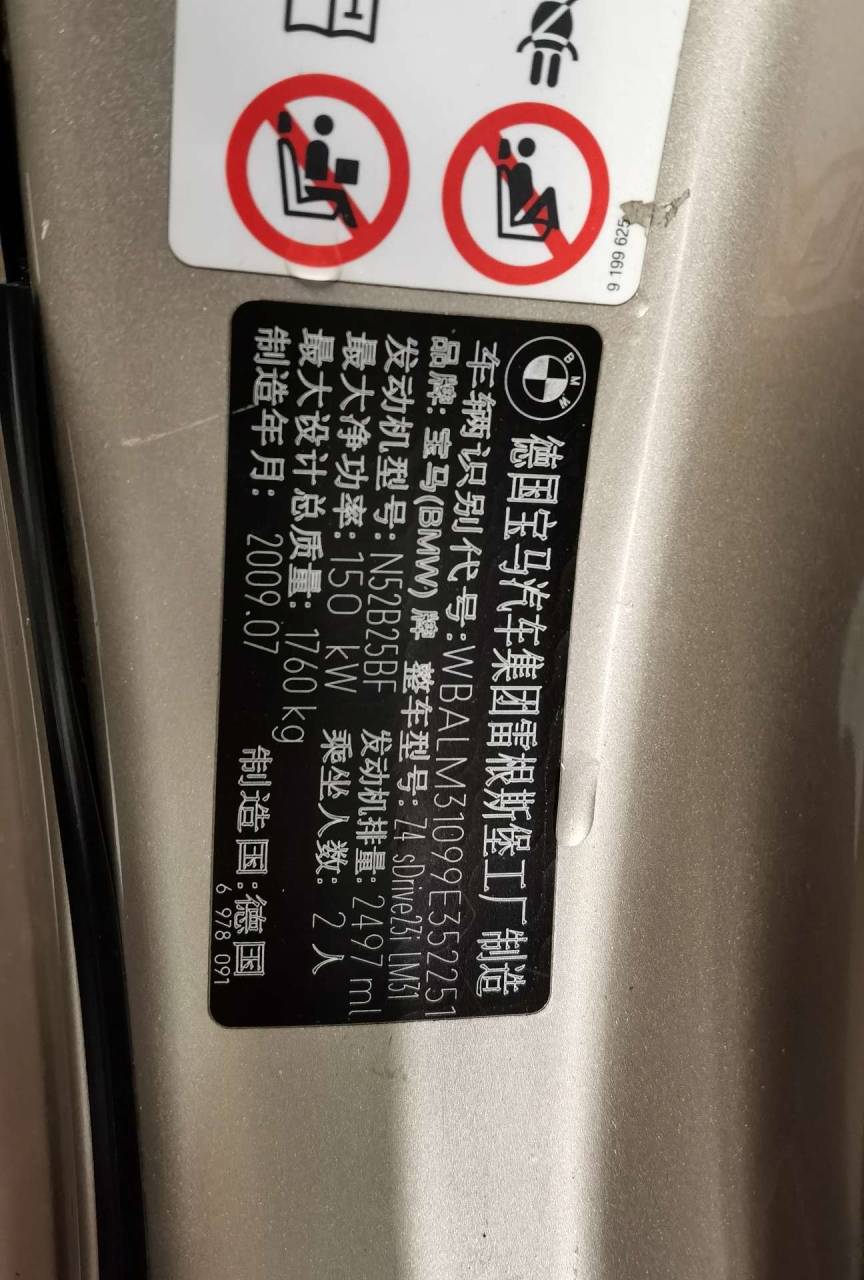 9 199 625
BMW
德国宝马汽车集团雷根斯堡工厂 制造
车辆识别代号:WBALM31099E352251
品牌: 宝马(BMW) 牌 整车型号: Z4 sDrive23i LM31
发动机型号: N52B25BF 发动机排量: 2497 ml
最大净功率: 150 kW 乘坐人数: 2 人
最大设计总质量: 1760 kg
制造年月: 2009.07 制造国:德国
6 978 091